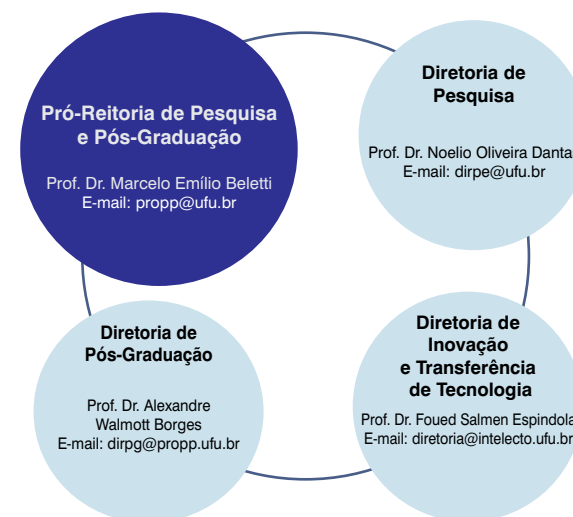 Pró-Reitoria de Pesquisa
e Pós-Graduação
Prof. Dr. Marcelo Emílio Beletti
E-mail: propp@ufu.br
Diretoria de
Pesquisa
Prof. Dr. Noelio Oliveira Danta
E-mail: dirpe@ufu.br
Diretoria de
Pós-Graduação
Prof. Dr. Alexandre
Walmott Borges
E-mail: dirpg@propp.ufu.br
Diretoria de
Inovação
e Transferência
de Tecnologia
Prof. Dr. Foued Salmen Espindola
E-mail: diretoria@intelecto.ufu.br